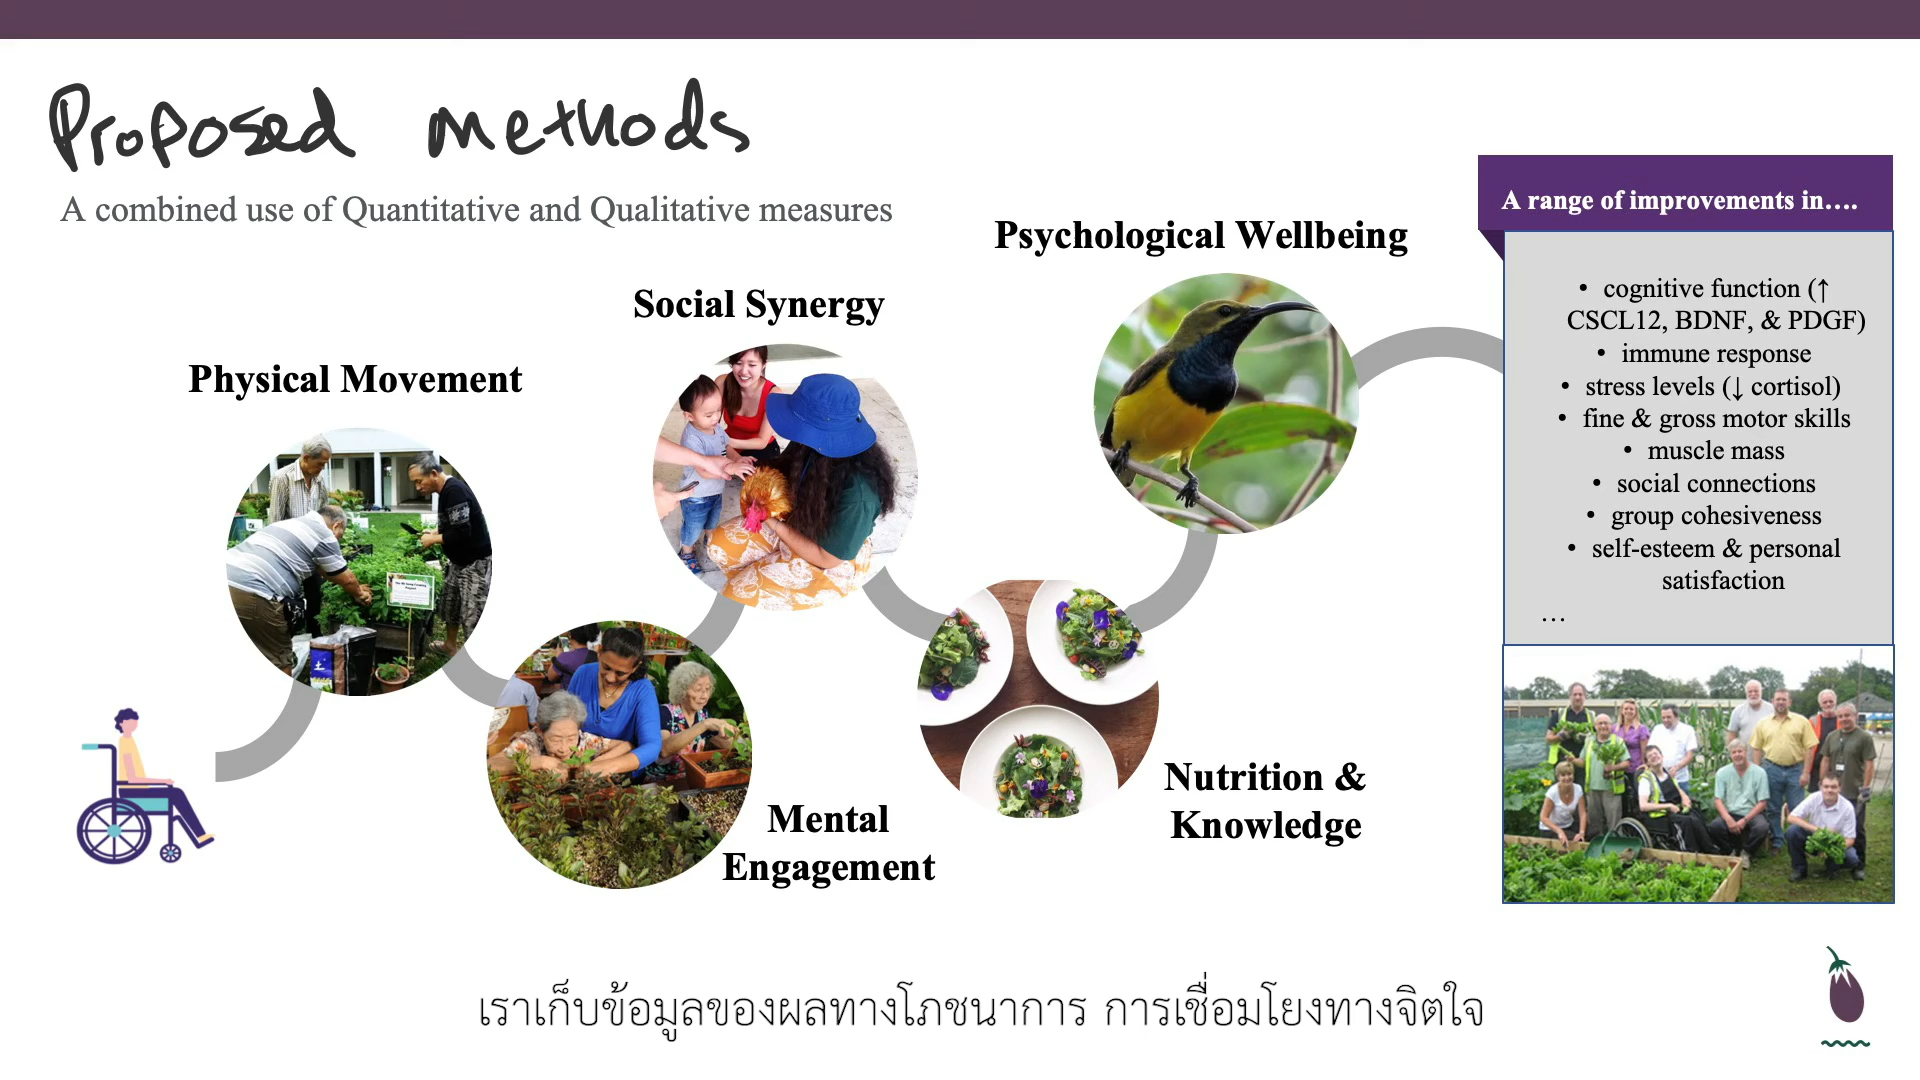 Proposed methods
A combined use of Quantitative and Qualitative measures
Physical Movement
Social Synergy
Psychological Wellbeing
Mental
Engagement
Nutrition &
Knowledge
A range of improvements in….
• cognitive function (↑
CSCL12, BDNF, & PDGF)
• immune response
• stress levels (↓ cortisol)
• fine & gross motor skills
• muscle mass
• social connections
• group cohesiveness
• self-esteem & personal
satisfaction
…
土
เราเก็บข้อมูลของผลทางโภชนาการ การเชื่อมโยงทางจิตใจ